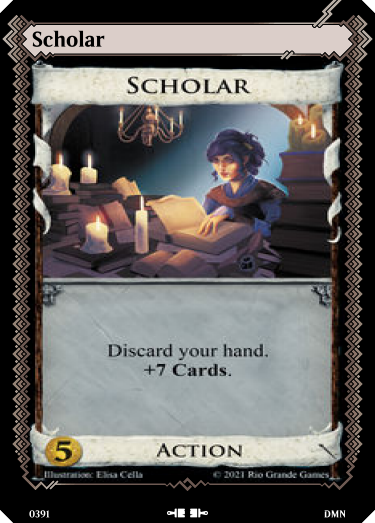 Scholar
SCHOLAR
Discard your hand.
+7 Cards.
5 ACTION
Illustration: Elisa Cella © 2021 Rio Grande Games
0391 DMN